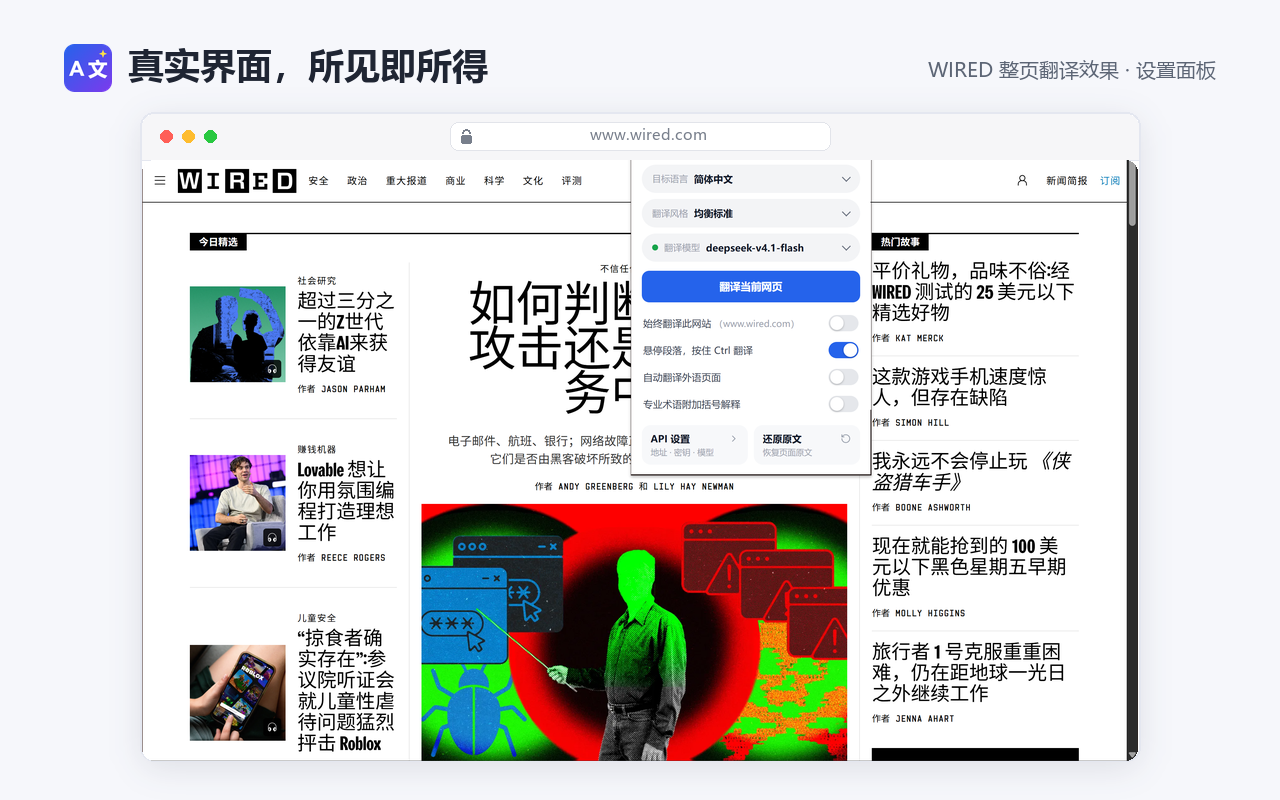 A文
真实界面，所见即所得
WIRED 整页翻译效果 · 设置面板
www.wired.com
WIRED
安全 政治 重大报道 商业 科学 文化 评测
新闻简报 订阅
今日精选
社会研究
超过三分之
一的Z世代
依靠AI来获
得友谊
作者 JASON PARHAM
赚钱机器
Lovable 想让
你用氛围编
程打造理想
工作
作者 REECE ROGERS
儿童安全
“掠食者确
实存在”:参
议院听证会
就儿童性虐
待问题猛烈
抨击 Roblox
不信任
如何判断
攻击还是
务中
电子邮件、航班、银行；网络故障
它们是否由黑客破坏所致的
作者 ANDY GREENBERG 和 LILY HAY NEWMAN
目标语言 简体中文
翻译风格 均衡标准
翻译模型 deepseek-v4.1-flash
翻译当前网页
始终翻译此网站 (www.wired.com)
悬停段落，按住 Ctrl 翻译
自动翻译外语页面
专业术语附加括号解释
API 设置
地址 · 密钥 · 模型
还原原文
恢复页面原文
热门故事
平价礼物，品味不俗:经
WIRED 测试的 25 美元以下
精选好物
作者 KAT MERCK
这款游戏手机速度惊
人，但存在缺陷
作者 SIMON HILL
我永远不会停止玩 《侠
盗猎车手》
作者 BOONE ASHWORTH
现在就能抢到的 100 美
元以下黑色星期五早期
优惠
作者 MOLLY HIGGINS
旅行者 1 号克服重重困
难，仍在距地球一光日
之外继续工作
作者 JENNA AHART